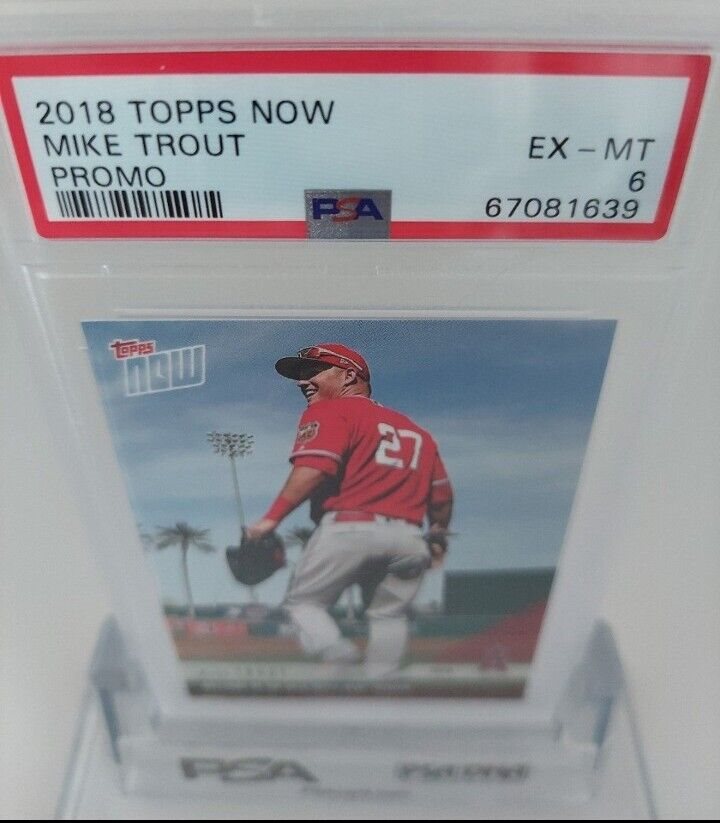 2018 TOPPS NOW
MIKE TROUT EX – MT
PROMO 6
PSA 67081639
TOPPS
NOW
27
PSA